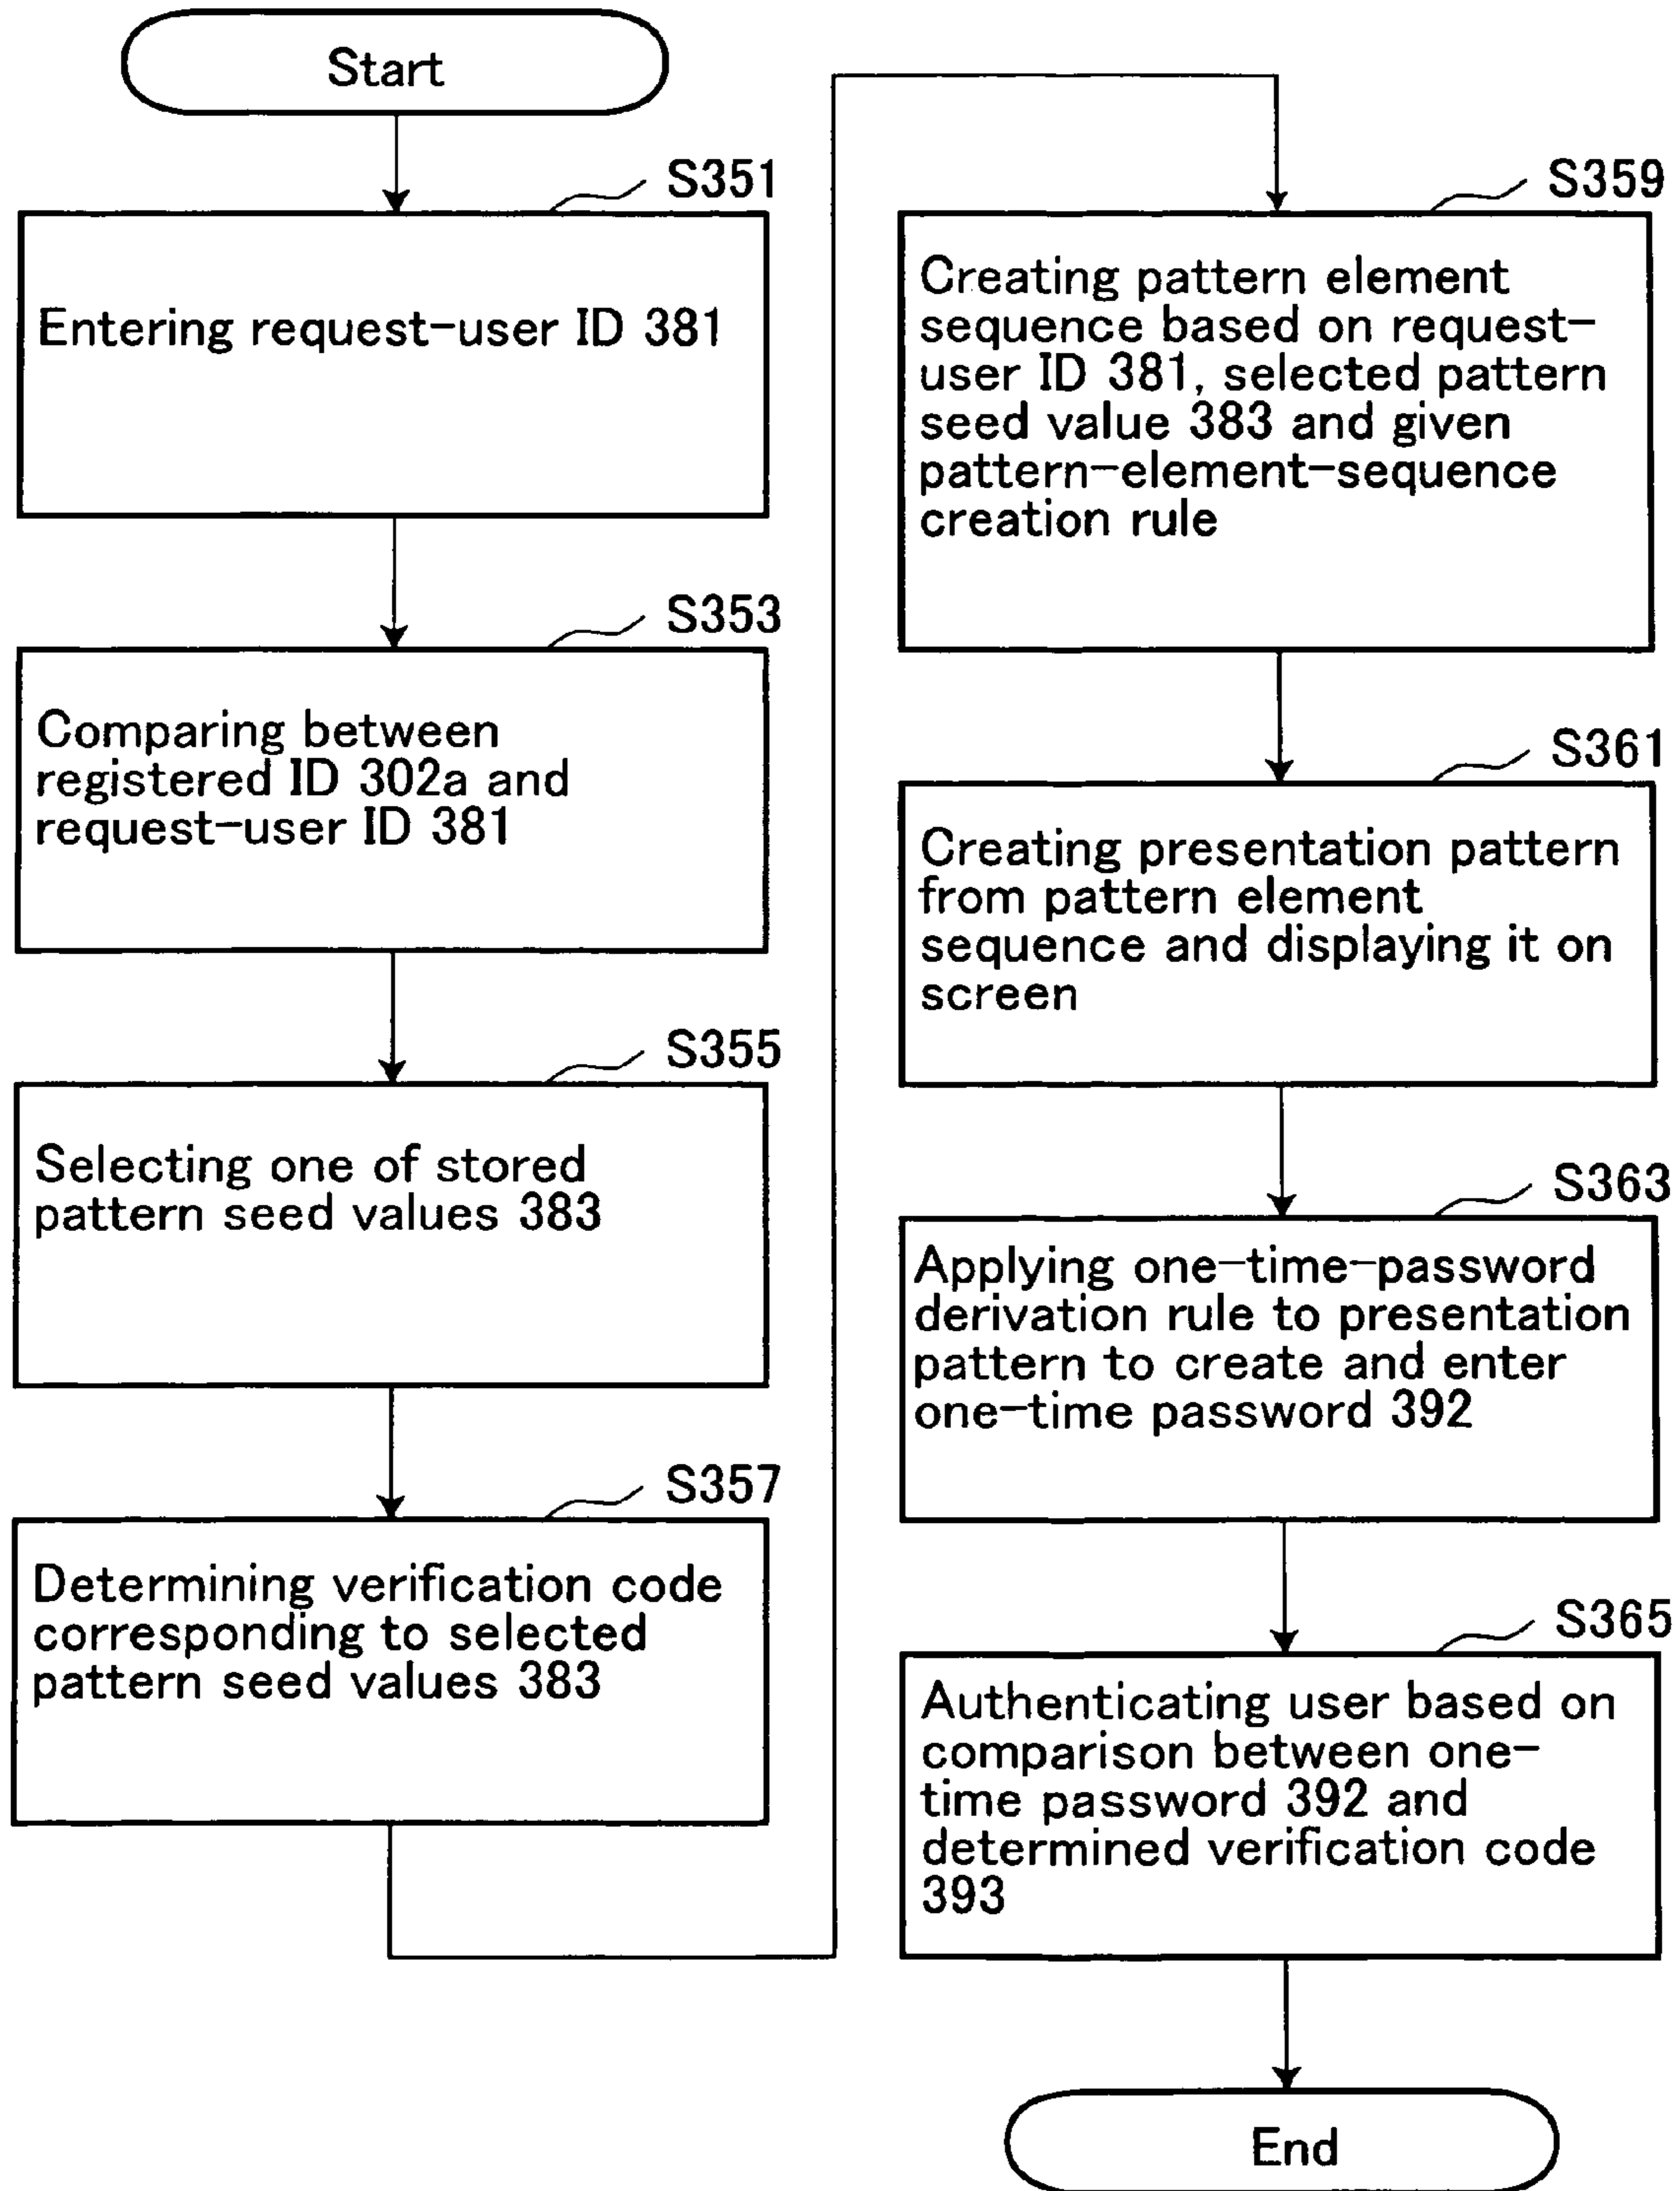 Start
S351
Entering request-user ID 381
S353
Comparing between
registered ID 302a and
request-user ID 381
S355
Selecting one of stored
pattern seed values 383
S357
Determining verification code
corresponding to selected
pattern seed values 383
S359
Creating pattern element
sequence based on request-
user ID 381, selected pattern
seed value 383 and given
pattern-element-sequence
creation rule
S361
Creating presentation pattern
from pattern element
sequence and displaying it on
screen
S363
Applying one-time-password
derivation rule to presentation
pattern to create and enter
one-time password 392
S365
Authenticating user based on
comparison between one-
time password 392 and
determined verification code
393
End